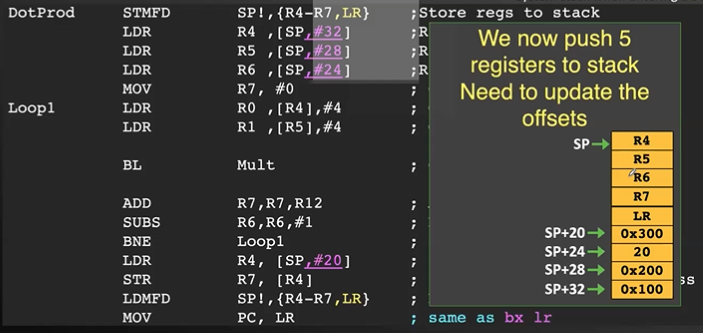 DotProd STMFD SP!,{R4-R7,LR} ;Store regs to stack
LDR R4 ,[SP,#32] ;R
LDR R5 ,[SP,#28] ;R
LDR R6 ,[SP,#24] ;R
MOV R7, #0 ;
Loop1 LDR R0 ,[R4],#4 ;
LDR R1 ,[R5],#4 ;
BL Mult ;
ADD R7,R7,R12 ;
SUBS R6,R6,#1 ;
BNE Loop1 ;
LDR R4, [SP,#20] ;
STR R7, [R4] ; ss
LDMFD SP!,{R4-R7,LR} ;
MOV PC, LR ; same as bx lr
We now push 5
registers to stack
Need to update the
offsets
SP R4
R5
R6
R7
LR
SP+20 0x300
SP+24 20
SP+28 0x200
SP+32 0x100